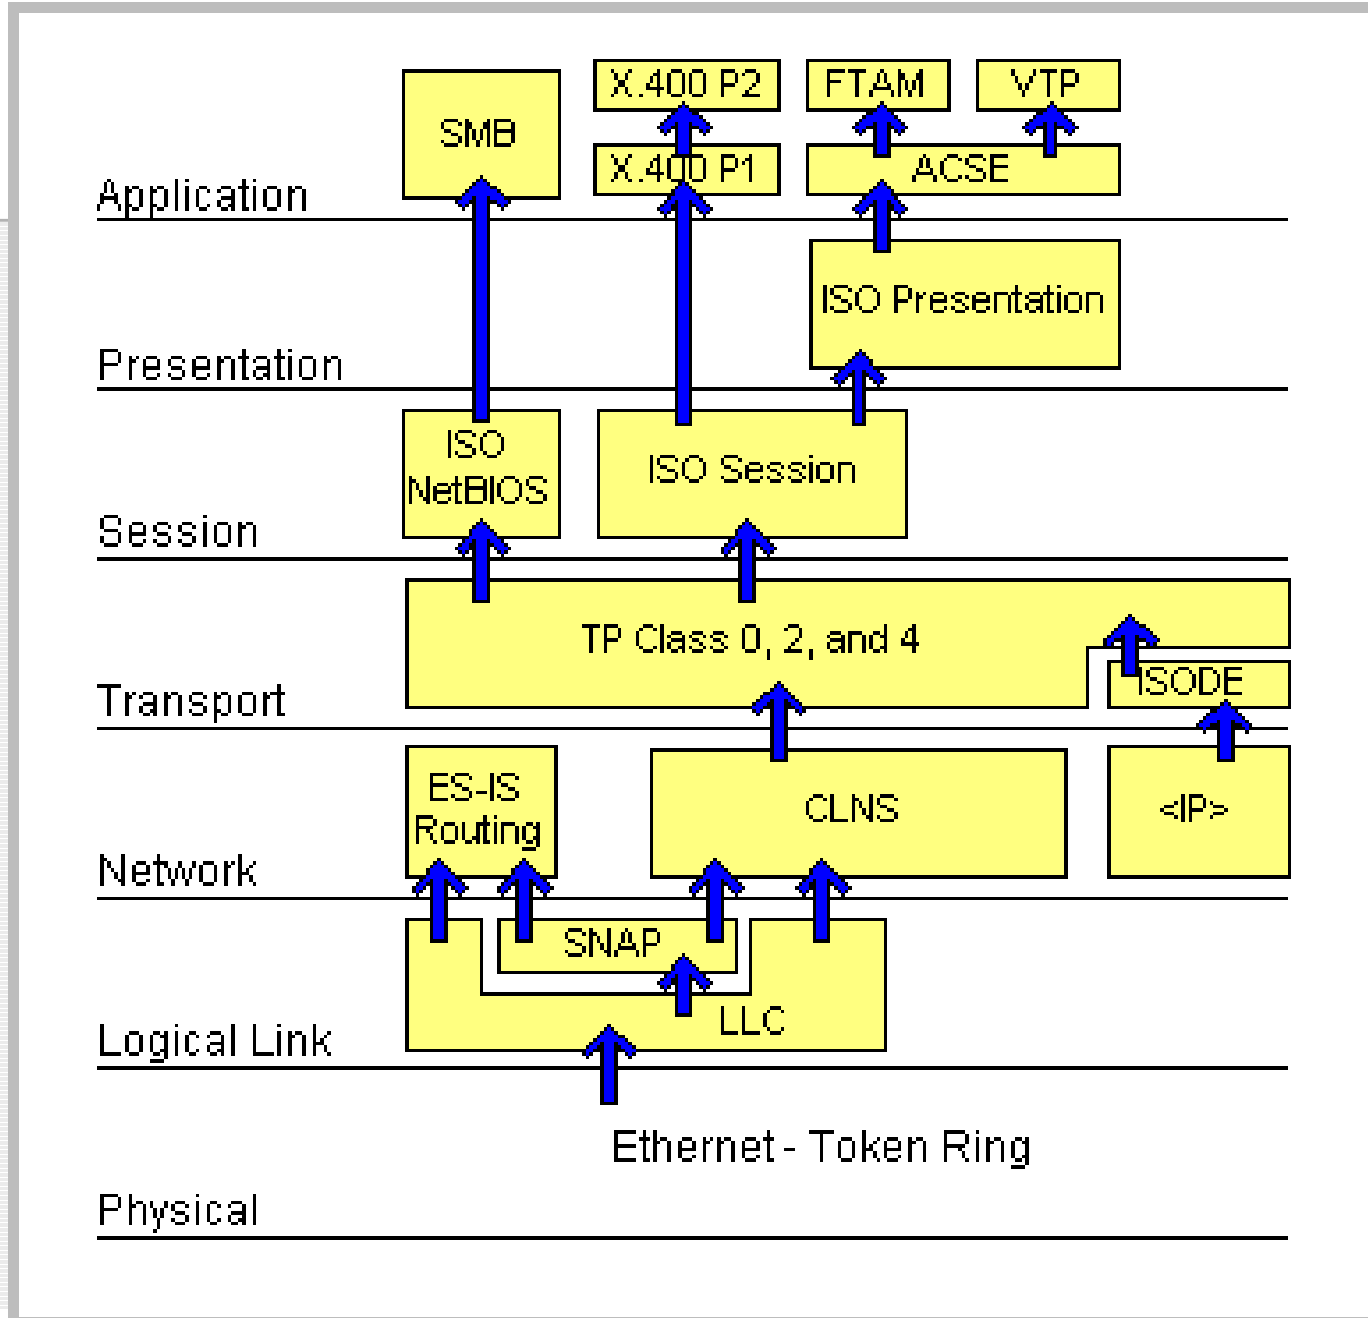 X.400 P2
FTAM
VTP
SMB
X.400 P1
ACSE
Application
ISO Presentation
Presentation
ISO
NetBIOS
ISO Session
Session
TP Class 0, 2, and 4
ISODE
Transport
ES-IS
Routing
CLNS
<IP>
Network
SNAP
LLC
Logical Link
Ethernet - Token Ring
Physical